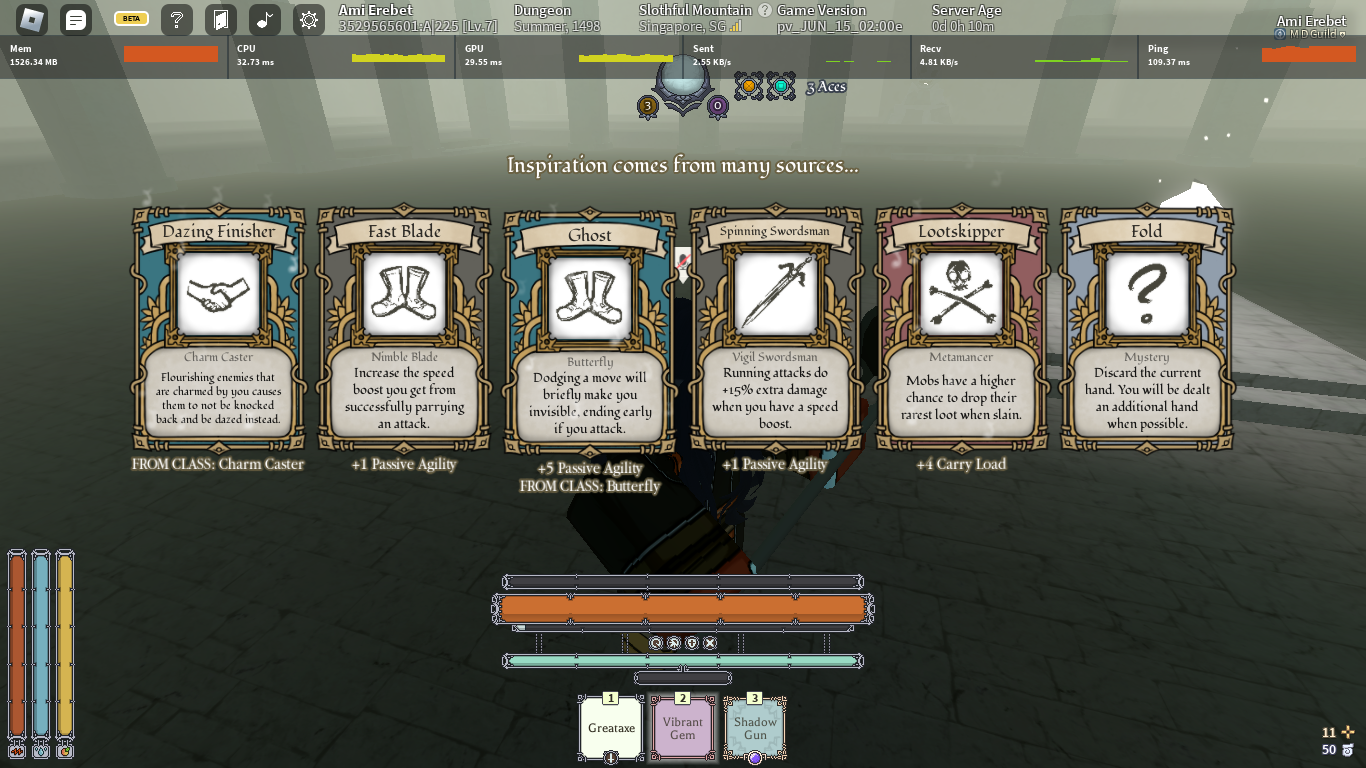 BETA
Ami Erebet
3529565601:A|225 [Lv.7]
Dungeon
Summer, 1498
Slothful Mountain
Singapore, SG
Game Version
pv_JUN_15_02:00e
Server Age
0d 0h 10m
Ami Erebet
MD Guild
Mem
1526.34 MB
CPU
32.73 ms
GPU
29.55 ms
Sent
2.55 KB/s
Recv
4.81 KB/s
Ping
109.37 ms
3
0
3 Aces
Inspiration comes from many sources...
Dazing Finisher
Charm Caster
Flourishing enemies that
are charmed by you causes
them to not be knocked
back and be dazed instead.
FROM CLASS: Charm Caster
Fast Blade
Nimble Blade
Increase the speed
boost you get from
successfully parrying
an attack.
+1 Passive Agility
Ghost
Butterfly
Dodging a move will
briefly make you
invisible, ending early
if you attack.
+5 Passive Agility
FROM CLASS: Butterfly
Spinning Swordsman
Vigil Swordsman
Running attacks do
+15% extra damage
when you have a speed
boost.
+1 Passive Agility
Lootskipper
Metamancer
Mobs have a higher
chance to drop their
rarest loot when slain.
+4 Carry Load
Fold
Mystery
Discard the current
hand. You will be dealt
an additional hand
when possible.
1
Greataxe
2
Vibrant
Gem
3
Shadow
Gun
11
50